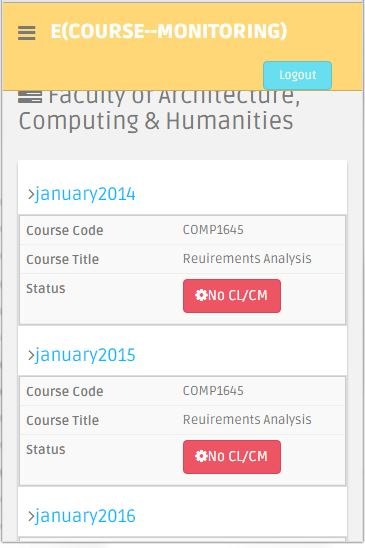 E(COURSE--MONITORING)
Logout
Faculty of Architecture,
Computing & Humanities
>january2014
Course Code COMP1645
Course Title Reuirements Analysis
Status No CL/CM
>january2015
Course Code COMP1645
Course Title Reuirements Analysis
Status No CL/CM
>january2016